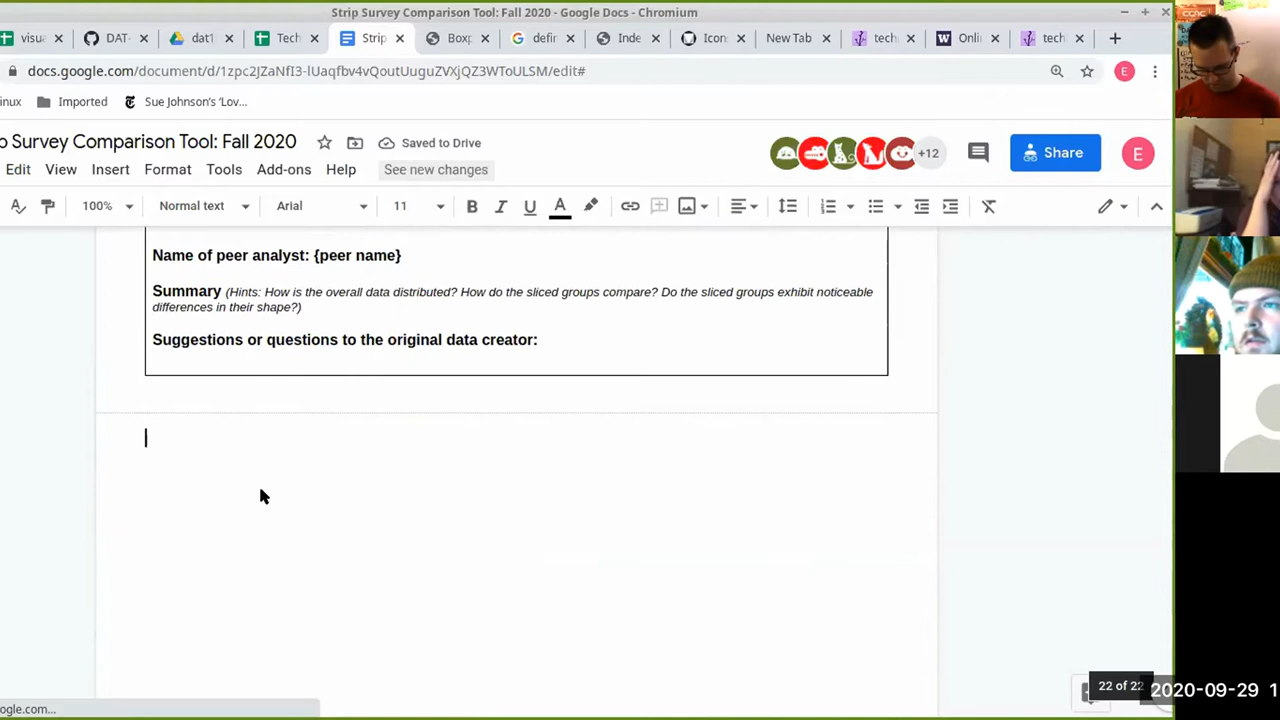 Strip Survey Comparison Tool: Fall 2020 - Google Docs - Chromium
visua
DAT-
dat1
Tech
Strip
Boxp
defir
Inde
Icons
New Tab
tech
Onlin
tech
docs.google.com/document/d/1zpc2JZaNfI3-lUaqfbv4vQoutUuguZVXjQZ3WToULSM/edit#
inux
Imported
Sue Johnson's 'Lov...
p Survey Comparison Tool: Fall 2020
Saved to Drive
+12
Share
E
Edit View Insert Format Tools Add-ons Help See new changes
100% Normal text Arial 11 B I U A
Name of peer analyst: {peer name}
Summary (Hints: How is the overall data distributed? How do the sliced groups compare? Do the sliced groups exhibit noticeable
differences in their shape?)
Suggestions or questions to the original data creator:
22 of 22
2020-09-29 1
ogle.com...